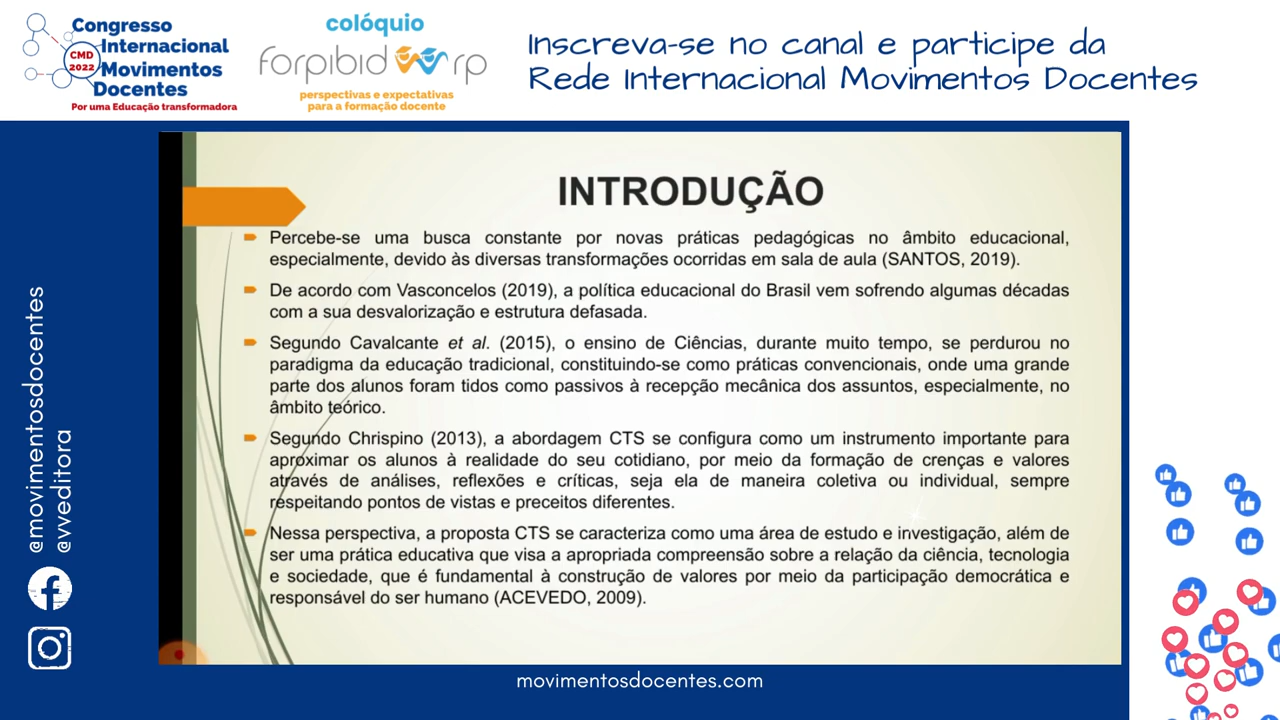 Congresso
Internacional
CMD
2022
Movimentos
Docentes
Por uma Educação transformadora
colóquio
forpibid rp
perspectivas e expectativas
para a formação docente
Inscreva-se no canal e participe da
Rede Internacional Movimentos Docentes
@movimentosdocentes
@vveditora
INTRODUÇÃO
Percebe-se uma busca constante por novas práticas pedagógicas no âmbito educacional,
especialmente, devido às diversas transformações ocorridas em sala de aula (SANTOS, 2019).
De acordo com Vasconcelos (2019), a política educacional do Brasil vem sofrendo algumas décadas
com a sua desvalorização e estrutura defasada.
Segundo Cavalcante et al. (2015), o ensino de Ciências, durante muito tempo, se perdurou no
paradigma da educação tradicional, constituindo-se como práticas convencionais, onde uma grande
parte dos alunos foram tidos como passivos à recepção mecânica dos assuntos, especialmente, no
âmbito teórico.
Segundo Chrispino (2013), a abordagem CTS se configura como um instrumento importante para
aproximar os alunos à realidade do seu cotidiano, por meio da formação de crenças e valores
através de análises, reflexões e críticas, seja ela de maneira coletiva ou individual, sempre
respeitando pontos de vistas e preceitos diferentes.
Nessa perspectiva, a proposta CTS se caracteriza como uma área de estudo e investigação, além de
ser uma prática educativa que visa a apropriada compreensão sobre a relação da ciência, tecnologia
e sociedade, que é fundamental à construção de valores por meio da participação democrática e
responsável do ser humano (ACEVEDO, 2009).
movimentosdocentes.com